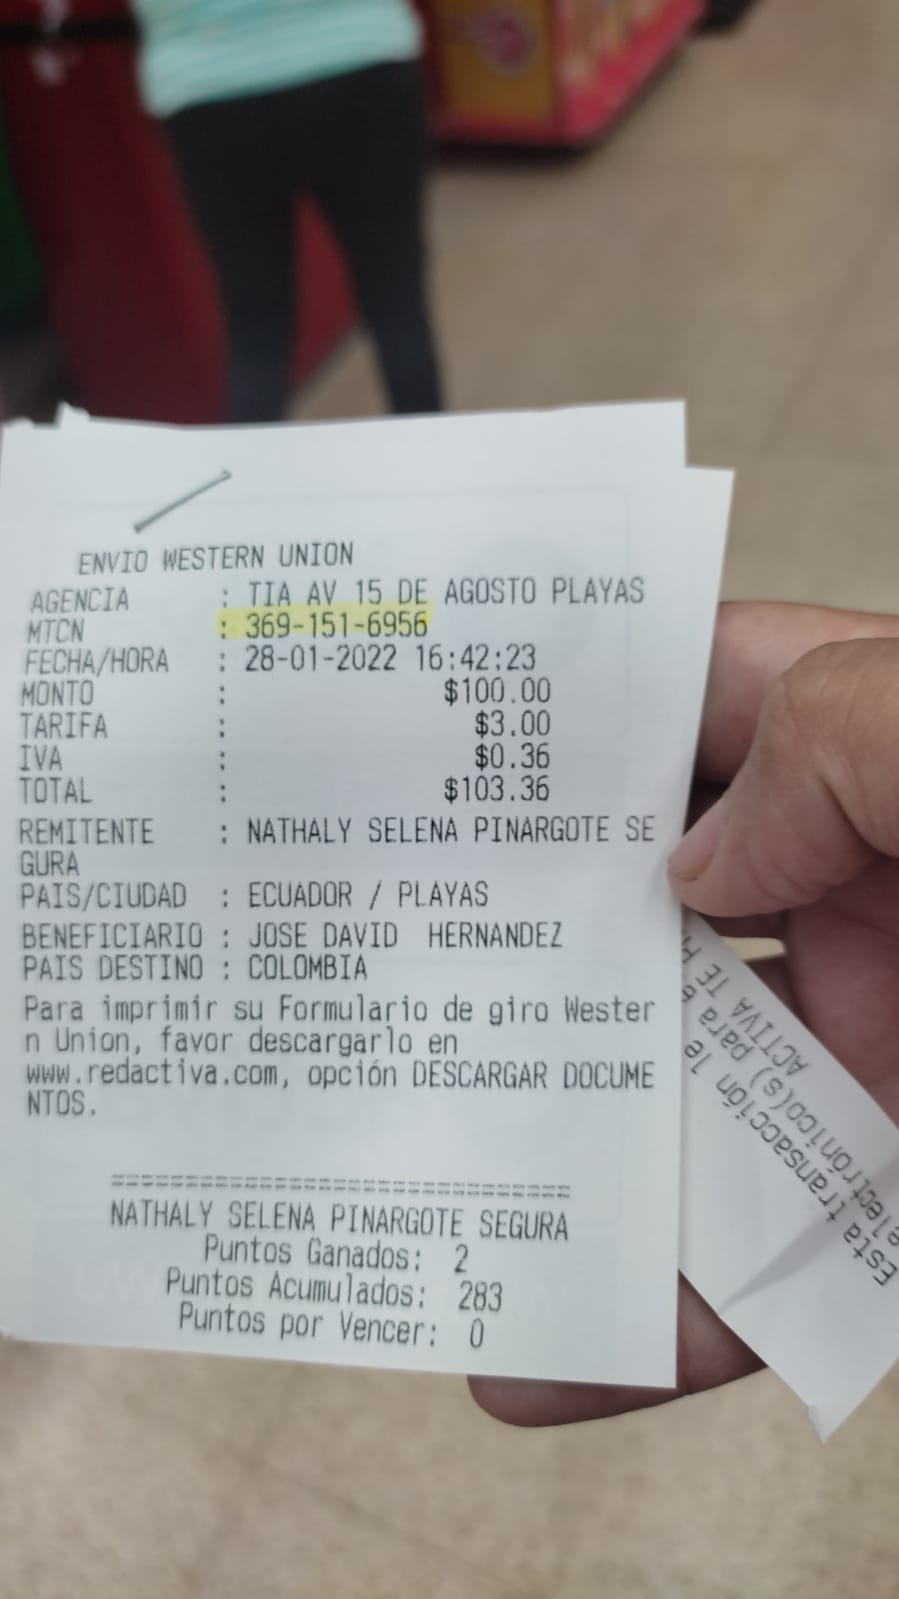 ENVIO WESTERN UNION
AGENCIA : TIA AV 15 DE AGOSTO PLAYAS
MTCN : 369-151-6956
FECHA/HORA : 28-01-2022 16:42:23
MONTO : $100.00
TARIFA : $3.00
IVA : $0.36
TOTAL : $103.36
REMITENTE : NATHALY SELENA PINARGOTE SE
GURA
PAIS/CIUDAD : ECUADOR / PLAYAS
BENEFICIARIO : JOSE DAVID HERNANDEZ
PAIS DESTINO : COLOMBIA
Para imprimir su Formulario de giro Wester
n Union, favor descargarlo en
www.redactiva.com, opción DESCARGAR DOCUME
NTOS.
==================================
NATHALY SELENA PINARGOTE SEGURA
Puntos Ganados: 2
Puntos Acumulados: 283
Puntos por Vencer: 0
Esta transacción le
electrónico(s) para
ACTIVA TE